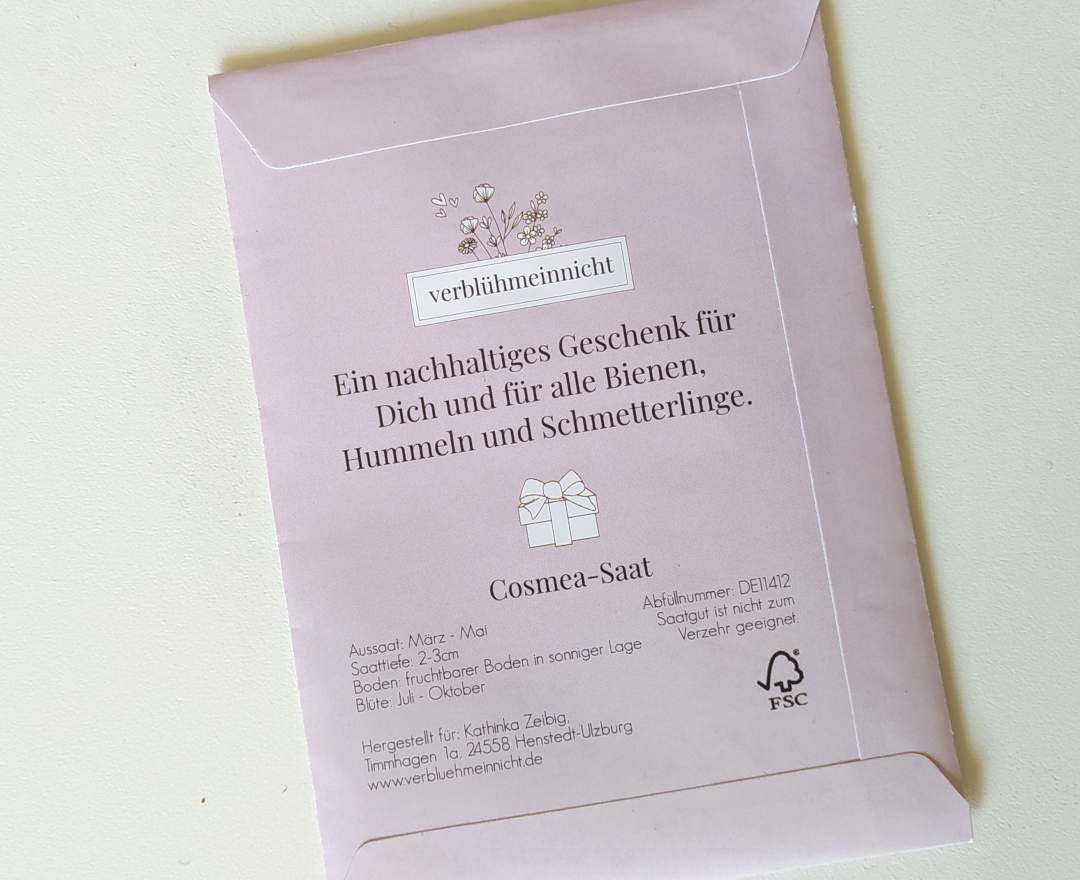 verblühmeinnicht
Ein nachhaltiges Geschenk für
Dich und für alle Bienen,
Hummeln und Schmetterlinge.
Cosmea-Saat
Aussaat: März - Mai
Saattiefe: 2-3cm
Boden: fruchtbarer Boden in sonniger Lage
Blüte: Juli - Oktober
Abfüllnummer: DE11412
Saatgut ist nicht zum
Verzehr geeignet.
FSC
®
Hergestellt für: Kathinka Zeibig,
Timmhagen 1a, 24558 Henstedt-Ulzburg
www.verbluehmeinnicht.de